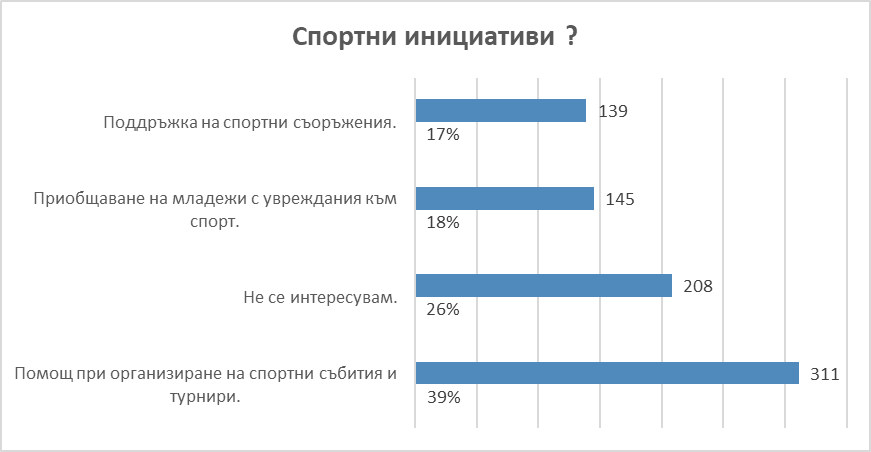 Спортни инициативи ?
Поддръжка на спортни съоръжения.
139
17%
Приобщаване на младежи с увреждания към
спорт.
145
18%
Не се интересувам.
208
26%
Помощ при организиране на спортни събития и
турнири.
311
39%